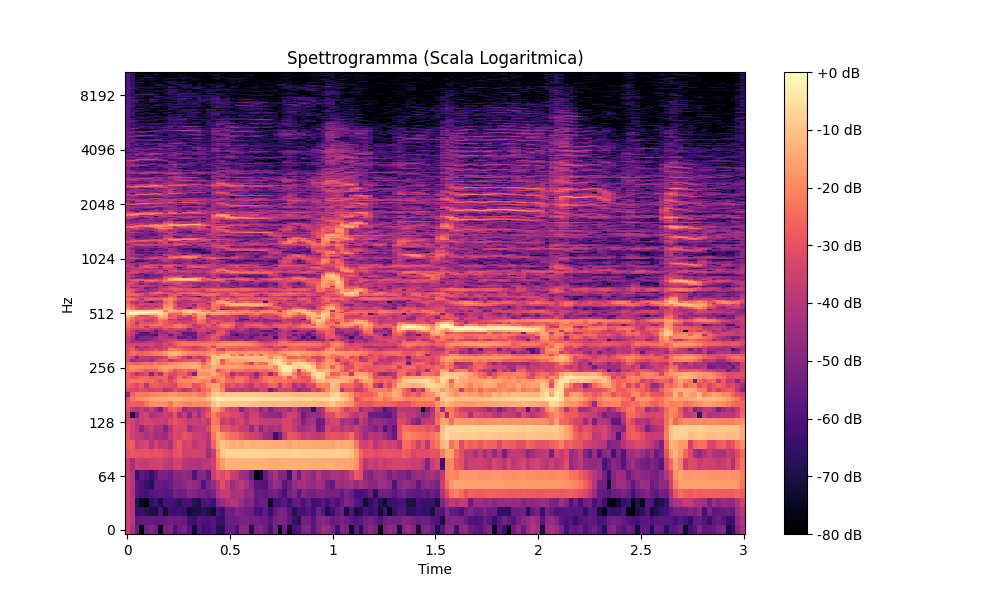 Spettrogramma (Scala Logaritmica)
Hz
8192
4096
2048
1024
512
256
128
64
0
0 0.5 1 1.5 2 2.5 3
Time
+0 dB
-10 dB
-20 dB
-30 dB
-40 dB
-50 dB
-60 dB
-70 dB
-80 dB